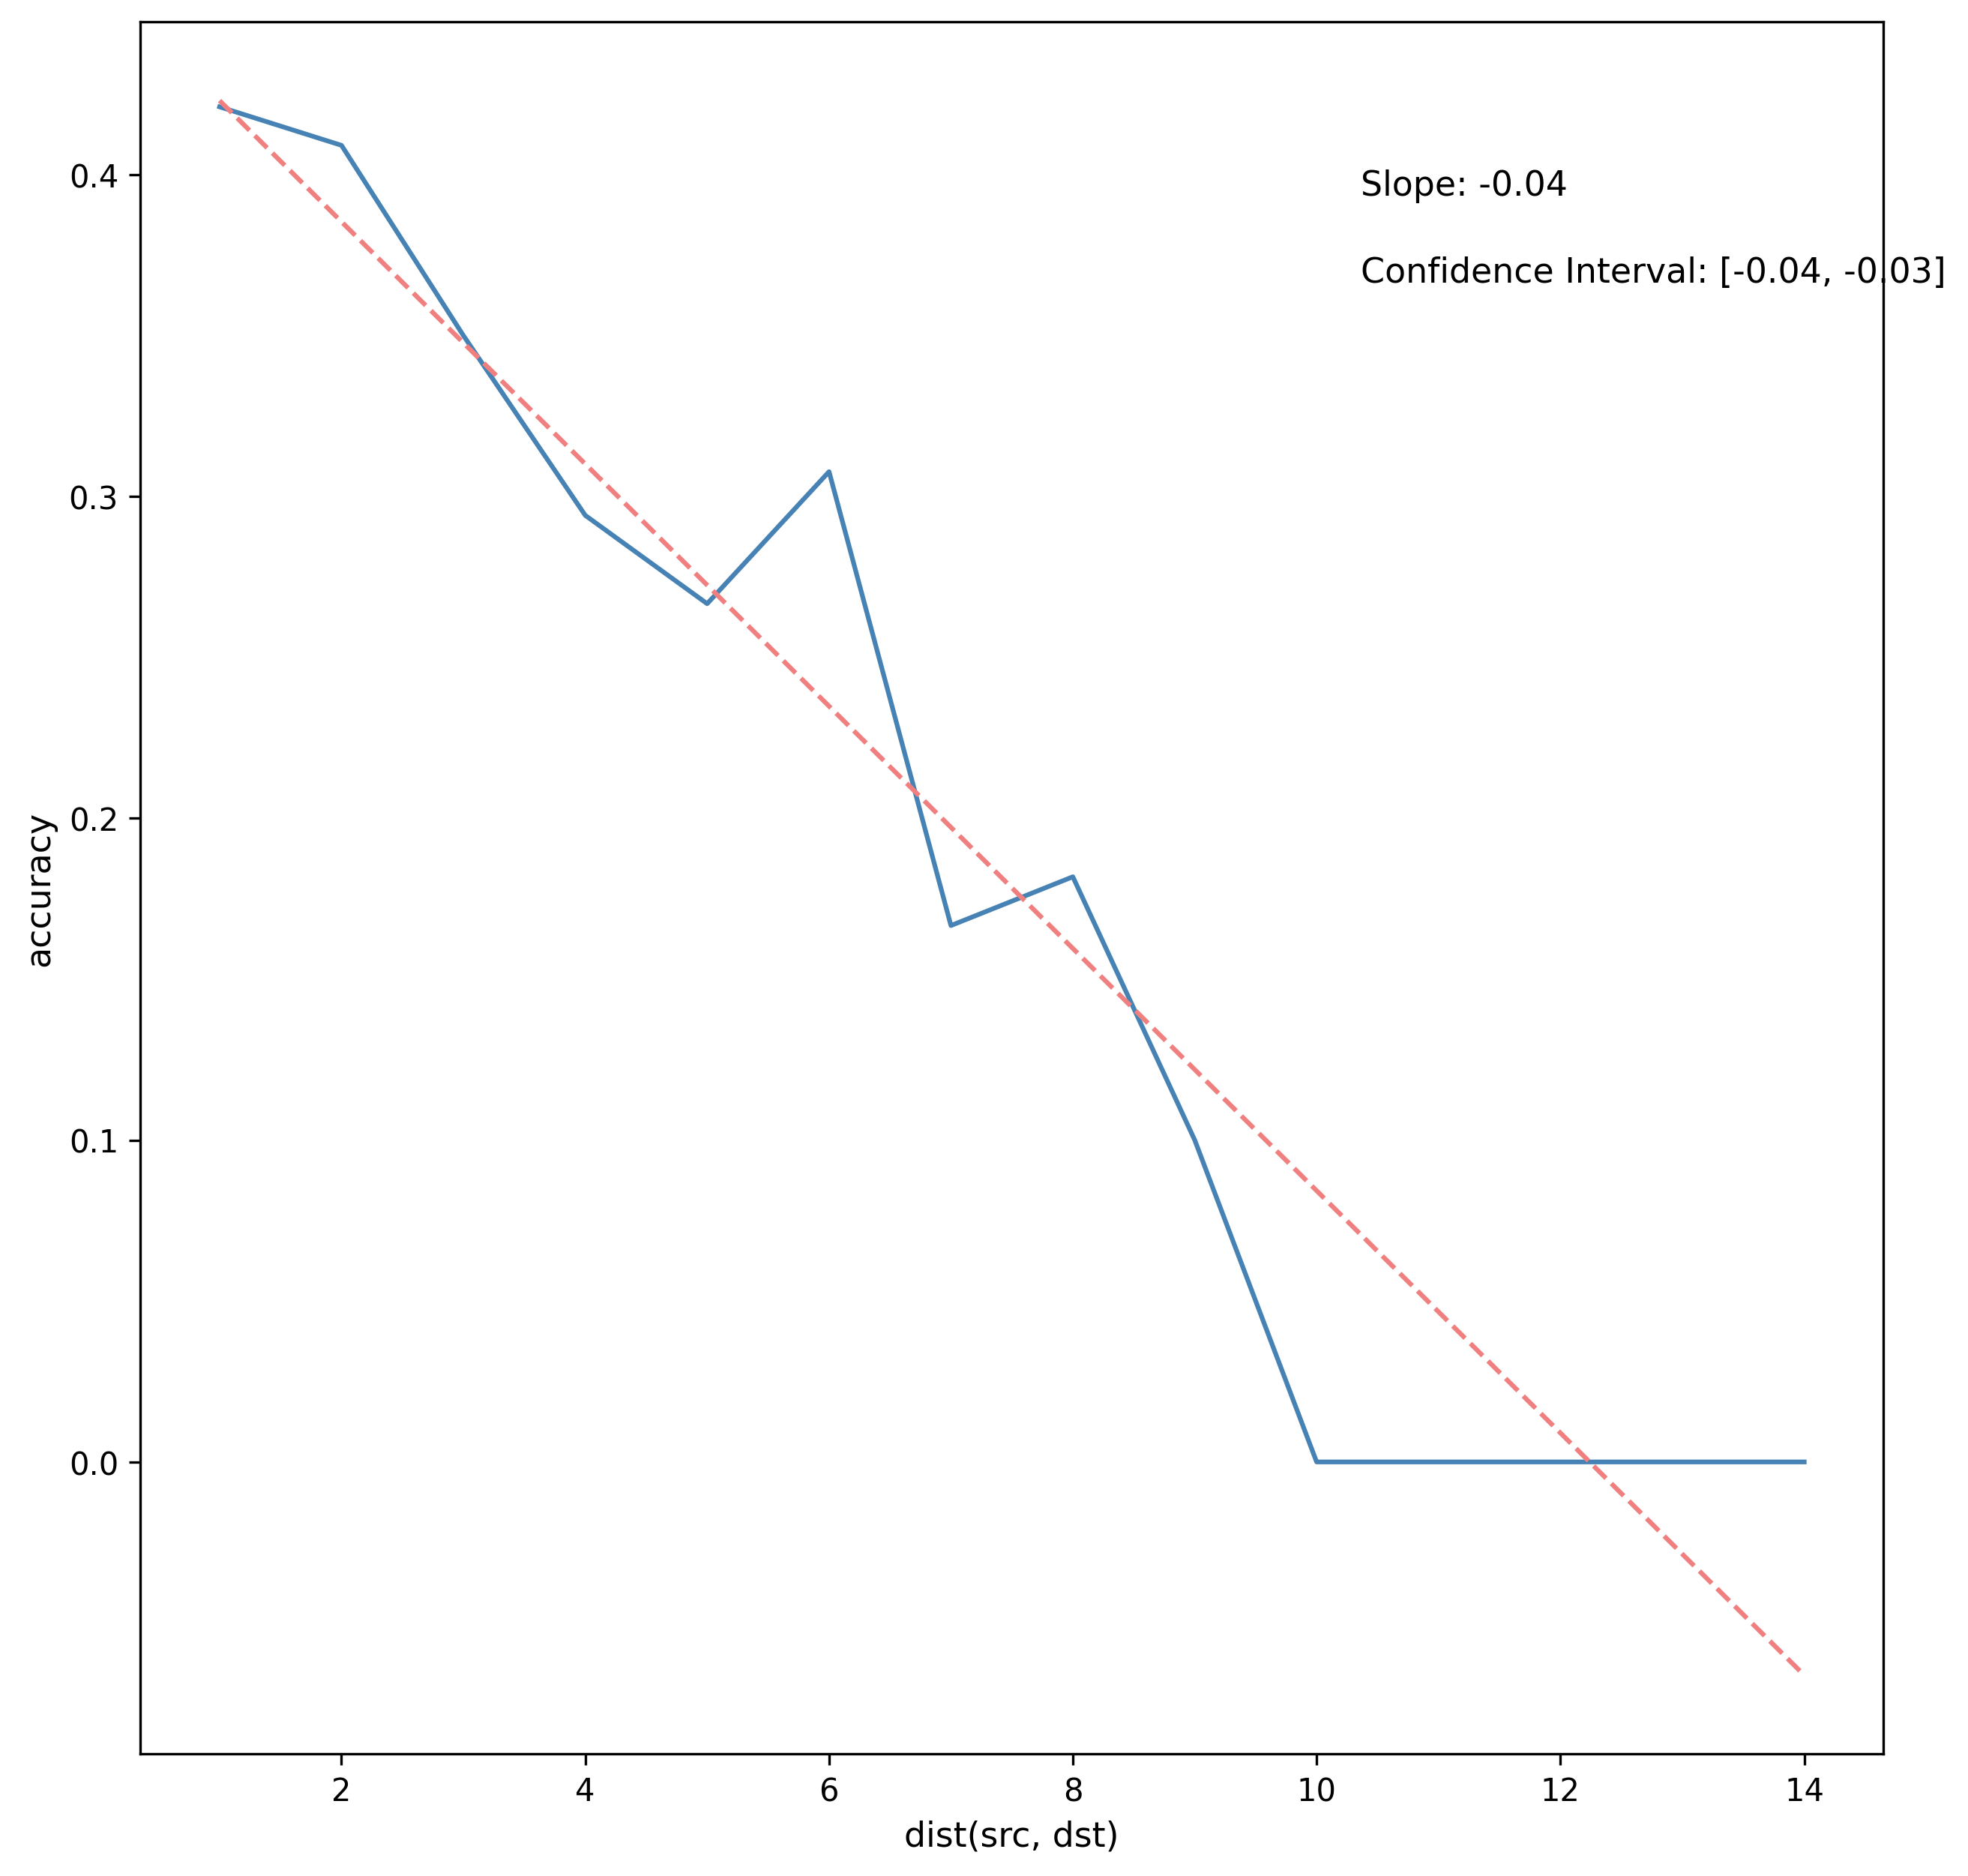 Slope: -0.04
Confidence Interval: [-0.04, -0.03]
0.4
0.3
0.2
0.1
0.0
accuracy
2 4 6 8 10 12 14
dist(src, dst)